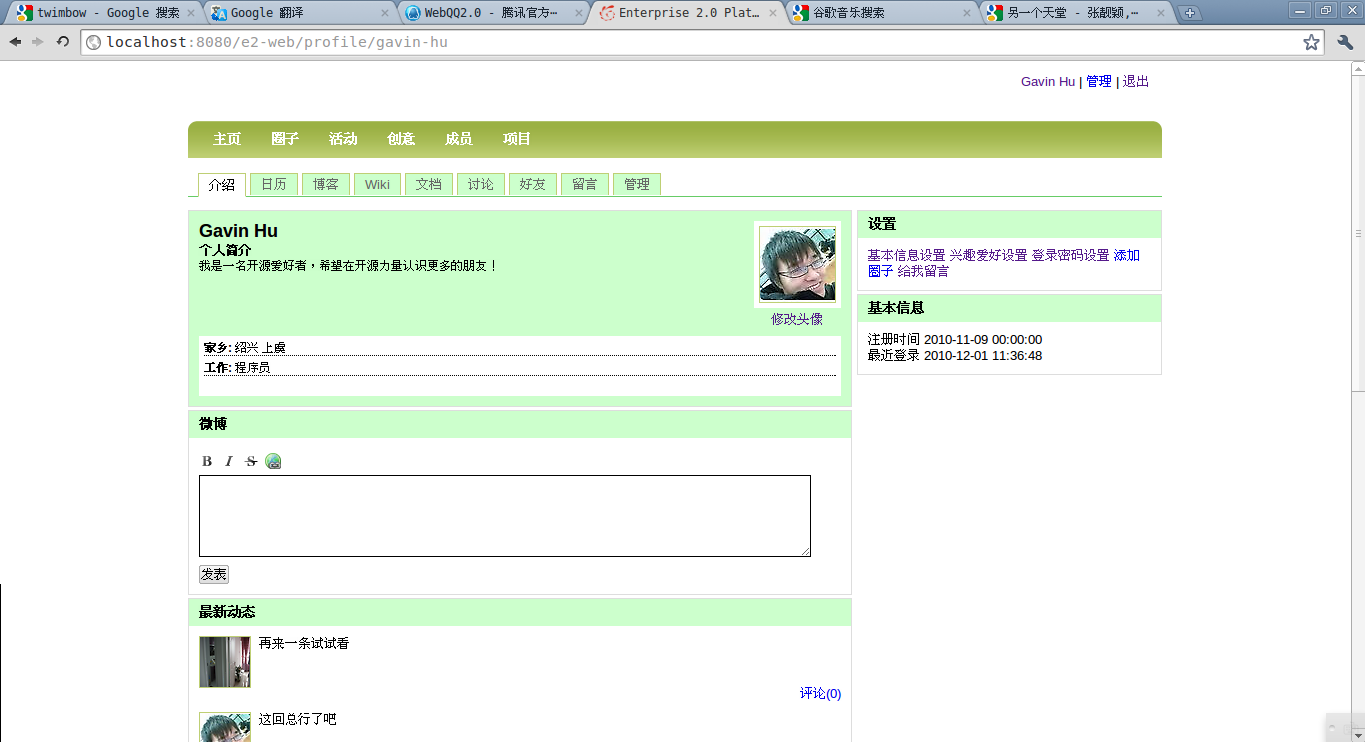 twimbow - Google 搜索
Google 翻译
WebQQ2.0 - 腾讯官方…
Enterprise 2.0 Plat…
谷歌音乐搜索
另一个天堂 - 张靓颖,…
localhost:8080/e2-web/profile/gavin-hu
Gavin Hu | 管理 | 退出
主页 圈子 活动 创意 成员 项目
介绍 日历 博客 Wiki 文档 讨论 好友 留言 管理
Gavin Hu
个人简介
我是一名开源爱好者，希望在开源力量认识更多的朋友！
修改头像
家乡: 绍兴 上虞
工作: 程序员
设置
基本信息设置 兴趣爱好设置 登录密码设置 添加
圈子 给我留言
基本信息
注册时间 2010-11-09 00:00:00
最近登录 2010-12-01 11:36:48
微博
B I S
发表
最新动态
再来一条试试看
评论(0)
这回总行了吧